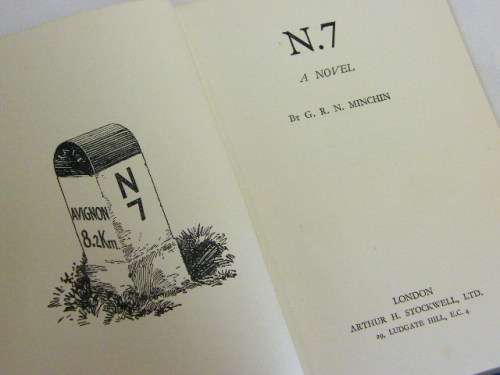 N
7
AVIGNON
8.2Km.
N.7
A NOVEL
By G. R. N. MINCHIN
LONDON
ARTHUR H. STOCKWELL, LTD.
29, LUDGATE HILL, E.C. 4